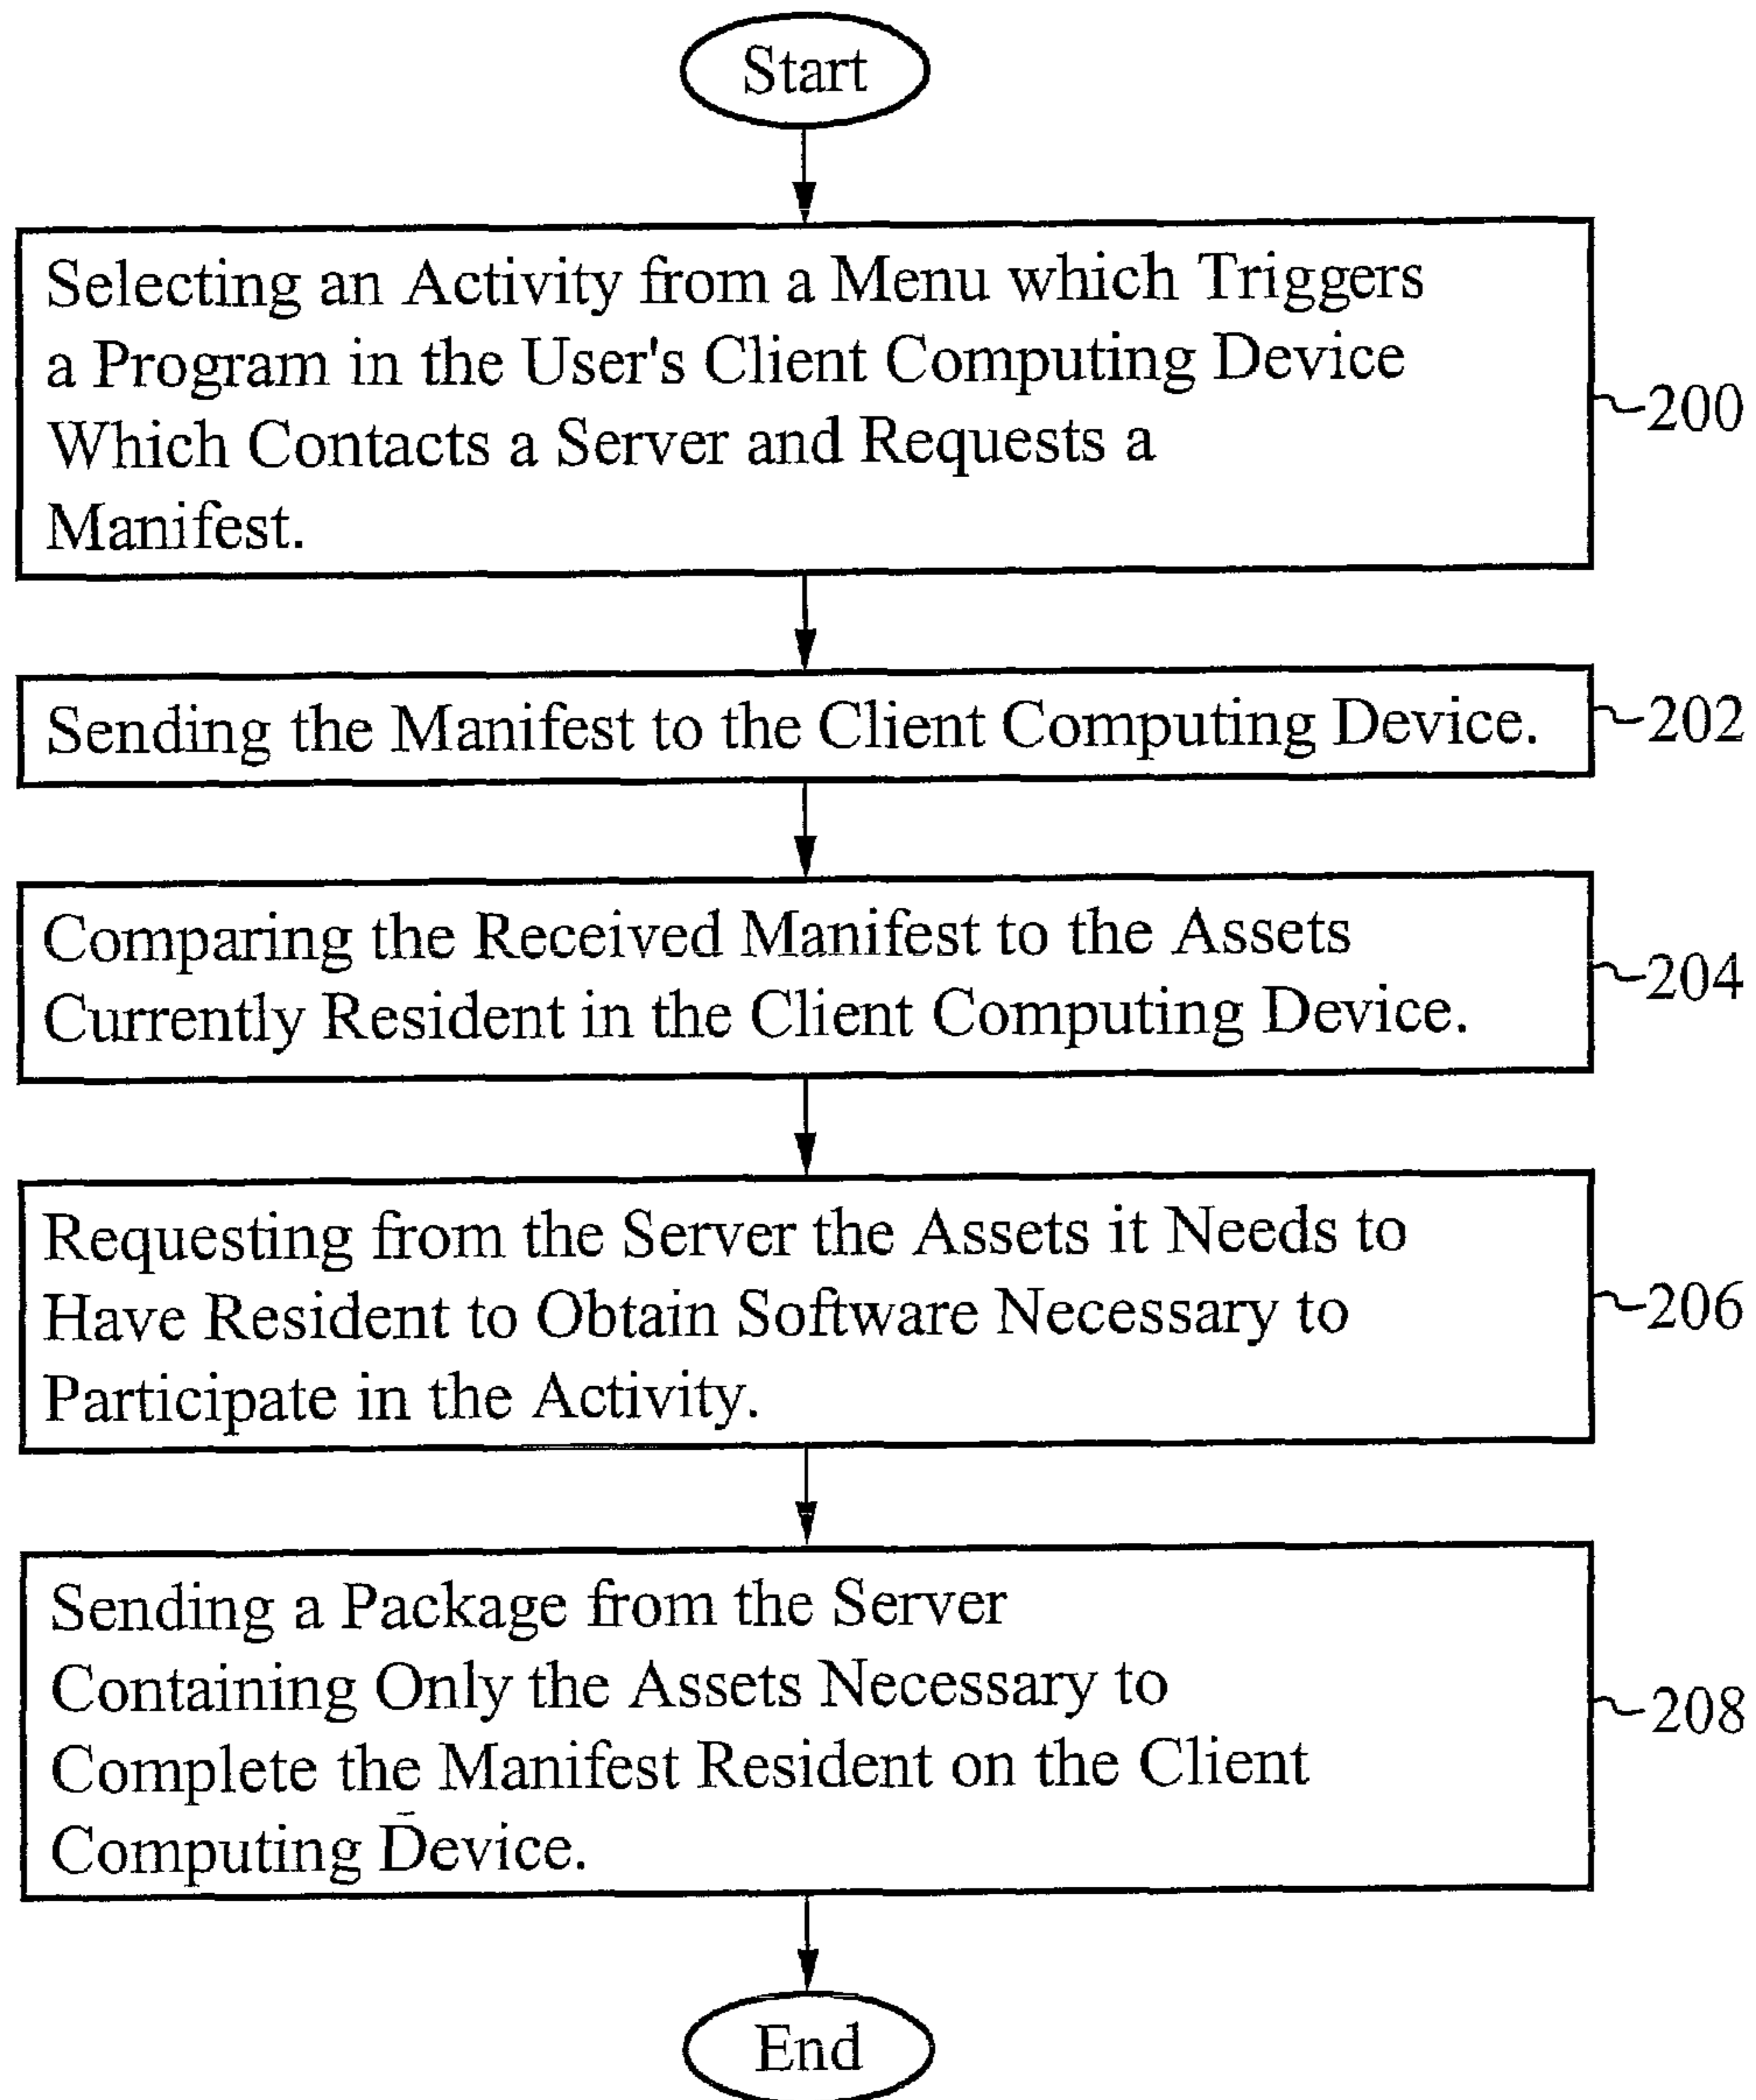 Start
Selecting an Activity from a Menu which Triggers
a Program in the User's Client Computing Device
Which Contacts a Server and Requests a
Manifest.
200
Sending the Manifest to the Client Computing Device.
202
Comparing the Received Manifest to the Assets
Currently Resident in the Client Computing Device.
204
Requesting from the Server the Assets it Needs to
Have Resident to Obtain Software Necessary to
Participate in the Activity.
206
Sending a Package from the Server
Containing Only the Assets Necessary to
Complete the Manifest Resident on the Client
Computing Device.
208
End